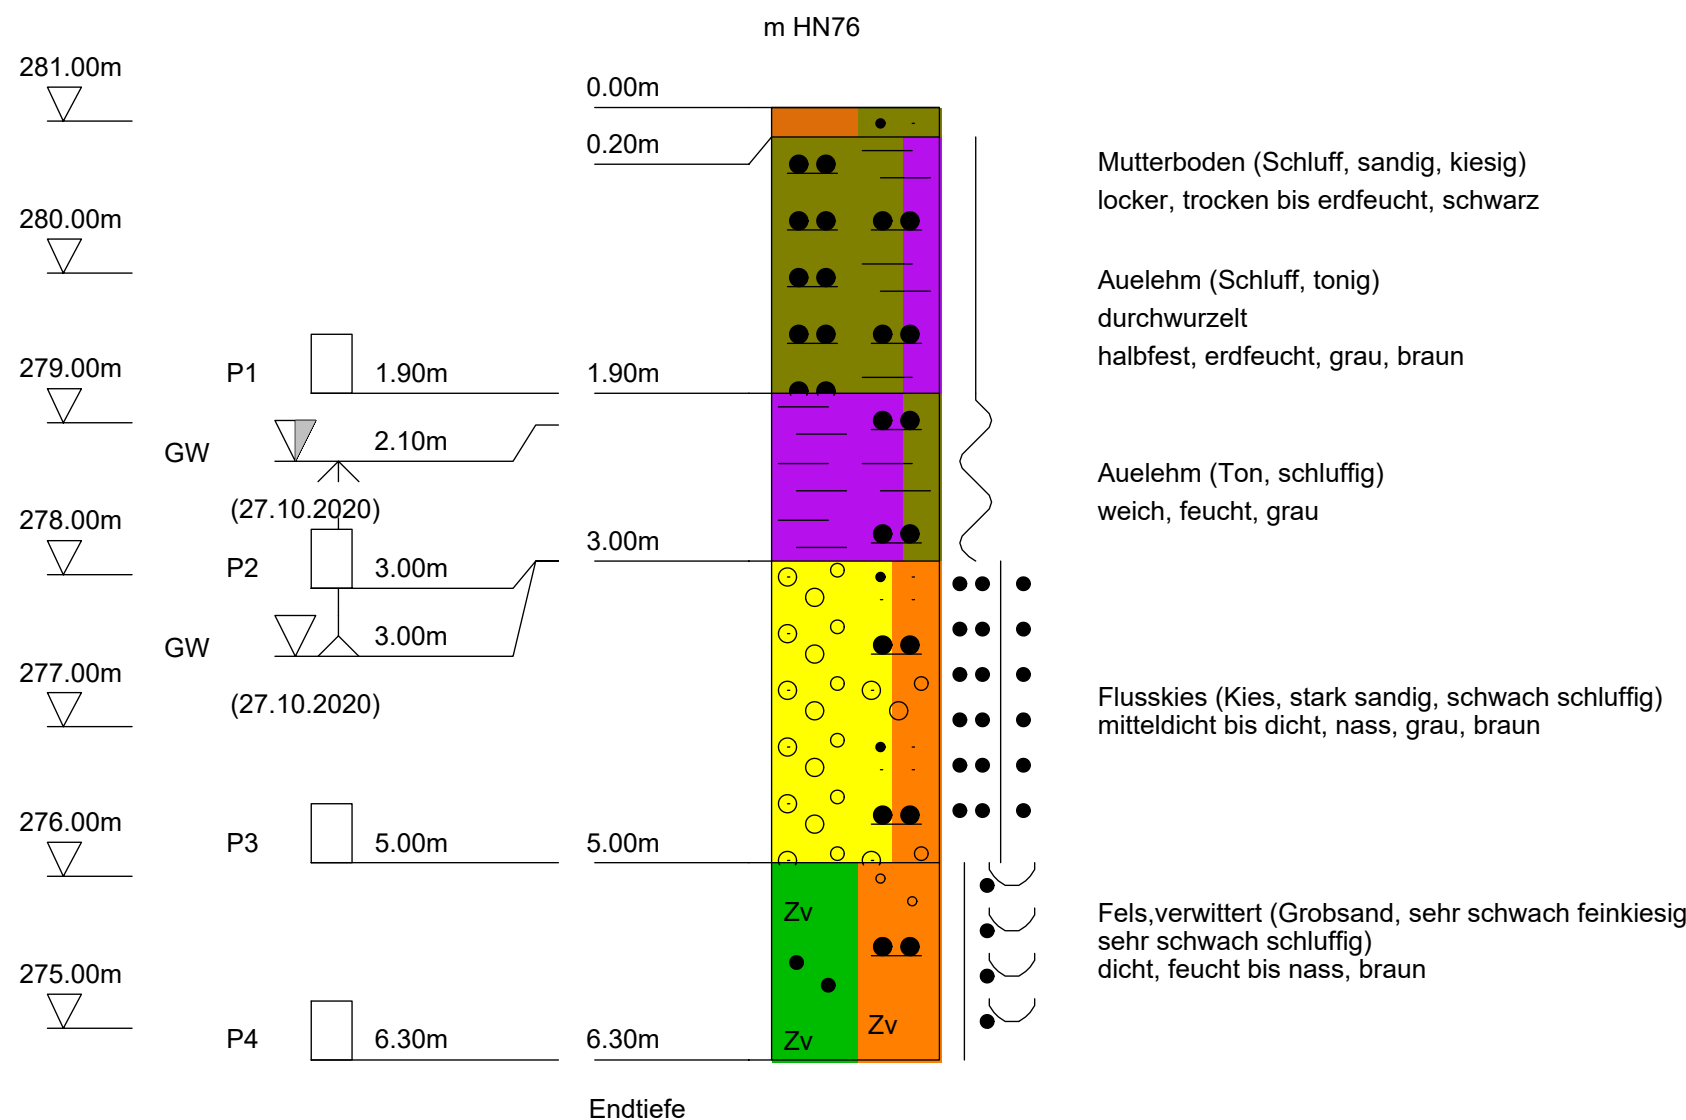 m HN76
281.00m
0.00m
0.20m
Mutterboden (Schluff, sandig, kiesig)
locker, trocken bis erdfeucht, schwarz
280.00m
Auelehm (Schluff, tonig)
durchwurzelt
halbfest, erdfeucht, grau, braun
279.00m
P1
1.90m
1.90m
GW
2.10m
(27.10.2020)
Auelehm (Ton, schluffig)
weich, feucht, grau
278.00m
3.00m
P2
3.00m
GW
3.00m
(27.10.2020)
277.00m
Flusskies (Kies, stark sandig, schwach schluffig)
mitteldicht bis dicht, nass, grau, braun
276.00m
P3
5.00m
5.00m
Zv
Fels,verwittert (Grobsand, sehr schwach feinkiesig
sehr schwach schluffig)
dicht, feucht bis nass, braun
275.00m
Zv
Zv
P4
6.30m
6.30m
Endtiefe